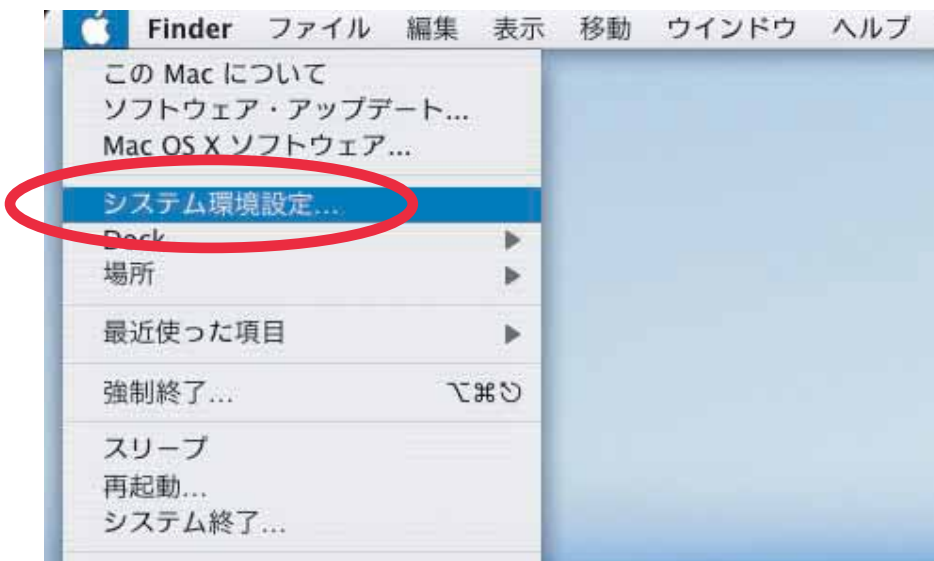 Finder ファイル 編集 表示 移動 ウインドウ ヘルプ
この Mac について
ソフトウェア・アップデート...
Mac OS X ソフトウェア...
システム環境設定...
Dock
場所
最近使った項目
強制終了... ⌥⌘⎋
スリープ
再起動...
システム終了...